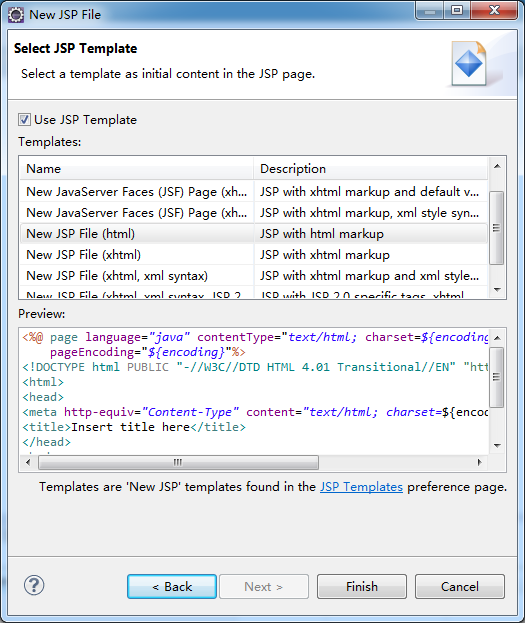 New JSP File
Select JSP Template
Select a template as initial content in the JSP page.
Use JSP Template
Templates:
Name Description
New JavaServer Faces (JSF) Page (xh... JSP with xhtml markup and default v...
New JavaServer Faces (JSF) Page (xh... JSP with xhtml markup, xml style syn...
New JSP File (html) JSP with html markup
New JSP File (xhtml) JSP with xhtml markup
New JSP File (xhtml, xml syntax) JSP with xhtml markup and xml style...
New JSP File (xhtml, xml syntax, JSP 2 JSP with JSP 2.0 specific tags, xhtml
Preview:
<%@ page language="java" contentType="text/html; charset=${encoding
pageEncoding="${encoding}"%>
<!DOCTYPE html PUBLIC "-//W3C//DTD HTML 4.01 Transitional//EN" "htt
<html>
<head>
<meta http-equiv="Content-Type" content="text/html; charset=${encod
<title>Insert title here</title>
</head>
Templates are 'New JSP' templates found in the JSP Templates preference page.
?
< Back Next > Finish Cancel